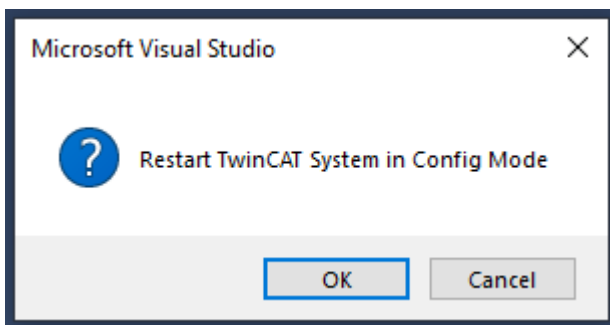 Microsoft Visual Studio
?
Restart TwinCAT System in Config Mode
OK
Cancel